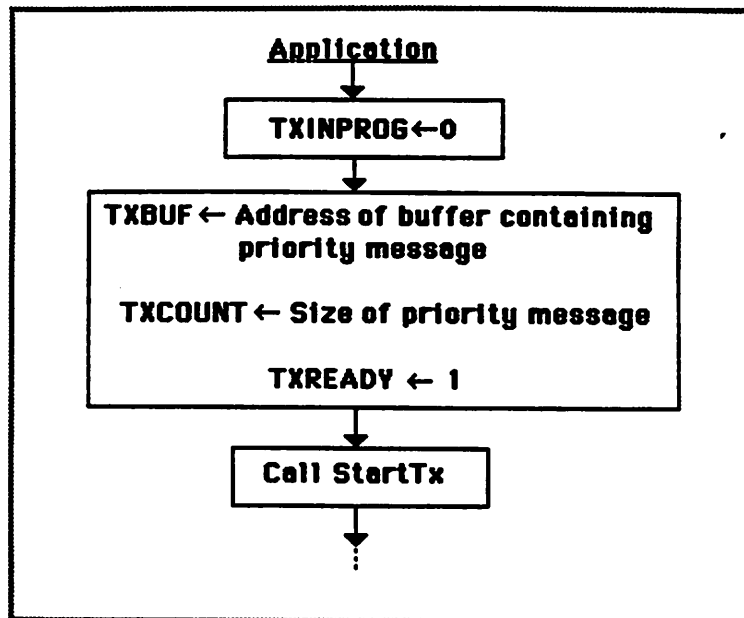 Application
TXINPROG←0
TXBUF ← Address of buffer containing
priority message
TXCOUNT ← Size of priority message
TXREADY ← 1
Call StartTx